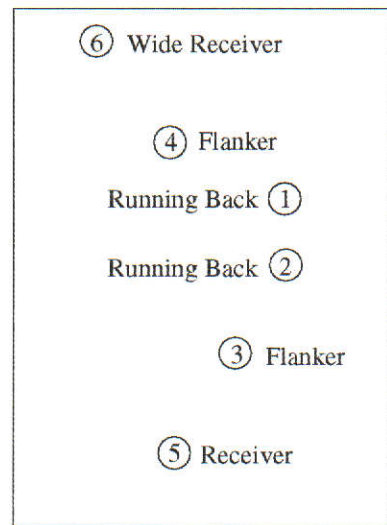 ⑥ Wide Receiver
④ Flanker
Running Back ①
Running Back ②
③ Flanker
⑤ Receiver